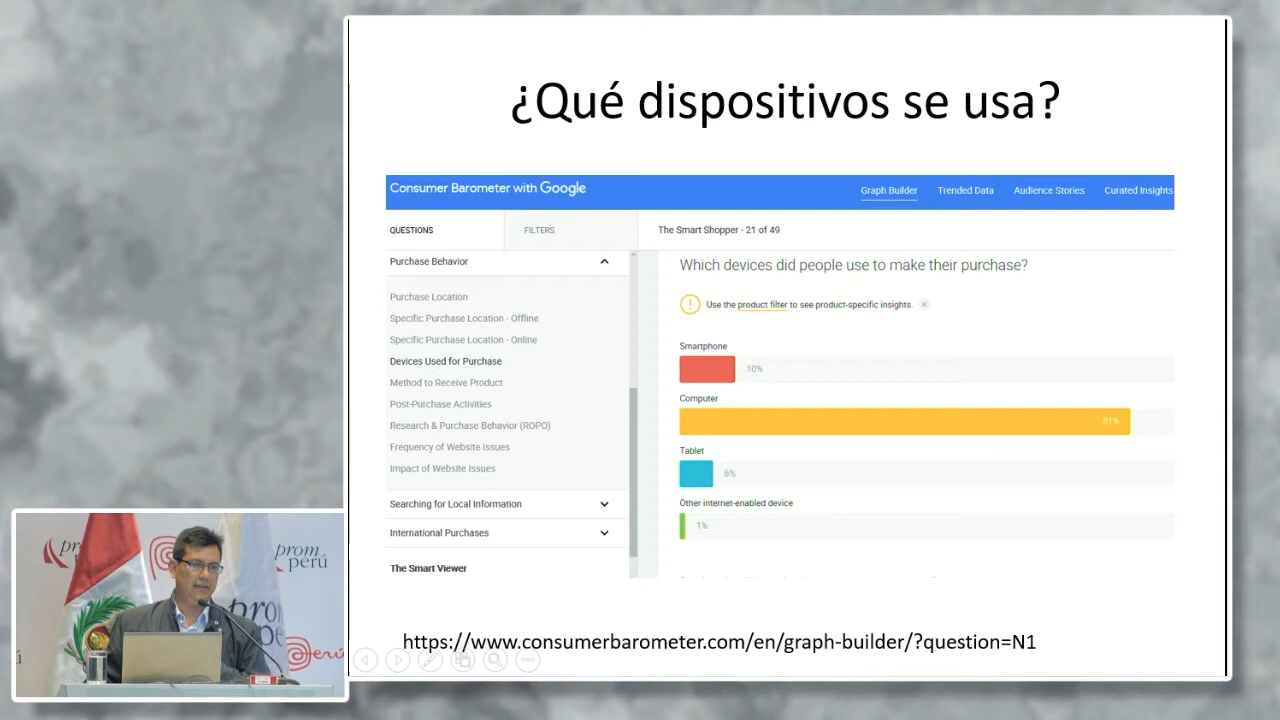 ¿Qué dispositivos se usa?
Consumer Barometer with Google
Graph Builder
Trended Data
Audience Stories
Curated Insights
QUESTIONS
FILTERS
The Smart Shopper - 21 of 49
Purchase Behavior
Purchase Location
Specific Purchase Location - Offline
Specific Purchase Location - Online
Devices Used for Purchase
Method to Receive Product
Post-Purchase Activities
Research & Purchase Behavior (ROPO)
Frequency of Website Issues
Impact of Website Issues
Searching for Local Information
International Purchases
The Smart Viewer
Which devices did people use to make their purchase?
Use the product filter to see product-specific insights.
Smartphone
10%
Computer
81%
Tablet
6%
Other internet-enabled device
1%
https://www.consumerbarometer.com/en/graph-builder/?question=N1
prom
perú
Perú